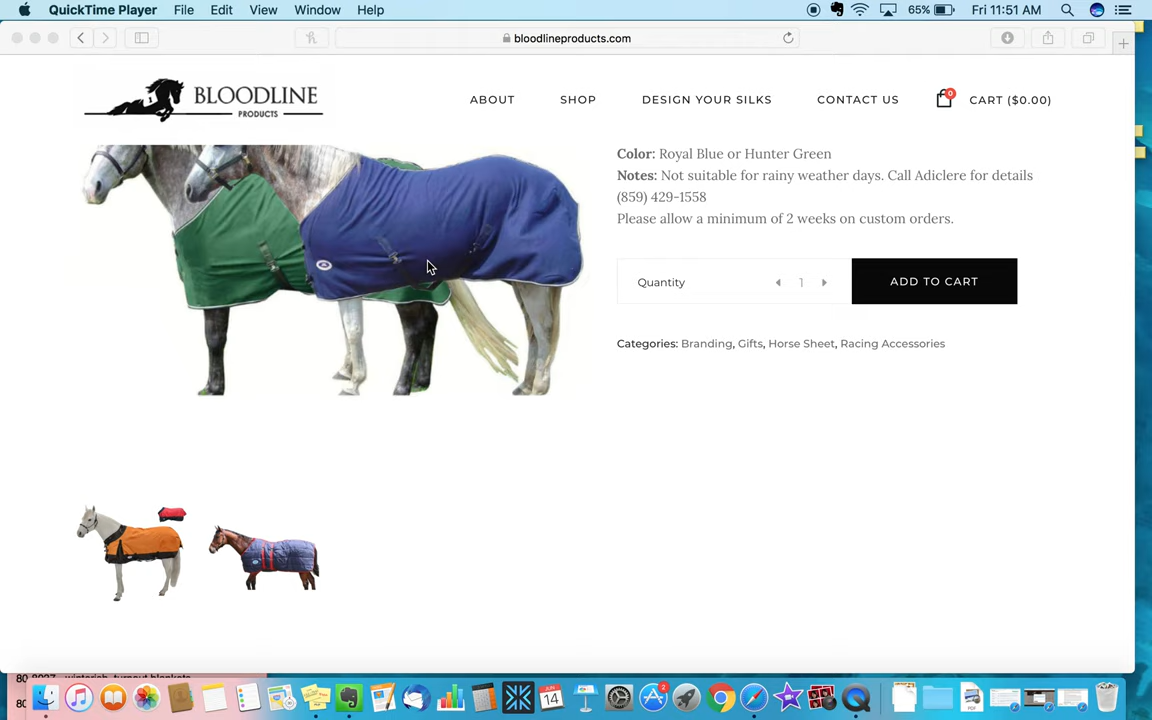 QuickTime Player File Edit View Window Help 65% Fri 11:51 AM
bloodlineproducts.com
BLOODLINE
PRODUCTS
ABOUT SHOP DESIGN YOUR SILKS CONTACT US 0 CART ($0.00)
Color: Royal Blue or Hunter Green
Notes: Not suitable for rainy weather days. Call Adiclere for details
(859) 429-1558
Please allow a minimum of 2 weeks on custom orders.
Quantity 1 ADD TO CART
Categories: Branding, Gifts, Horse Sheet, Racing Accessories
JUN
14
2